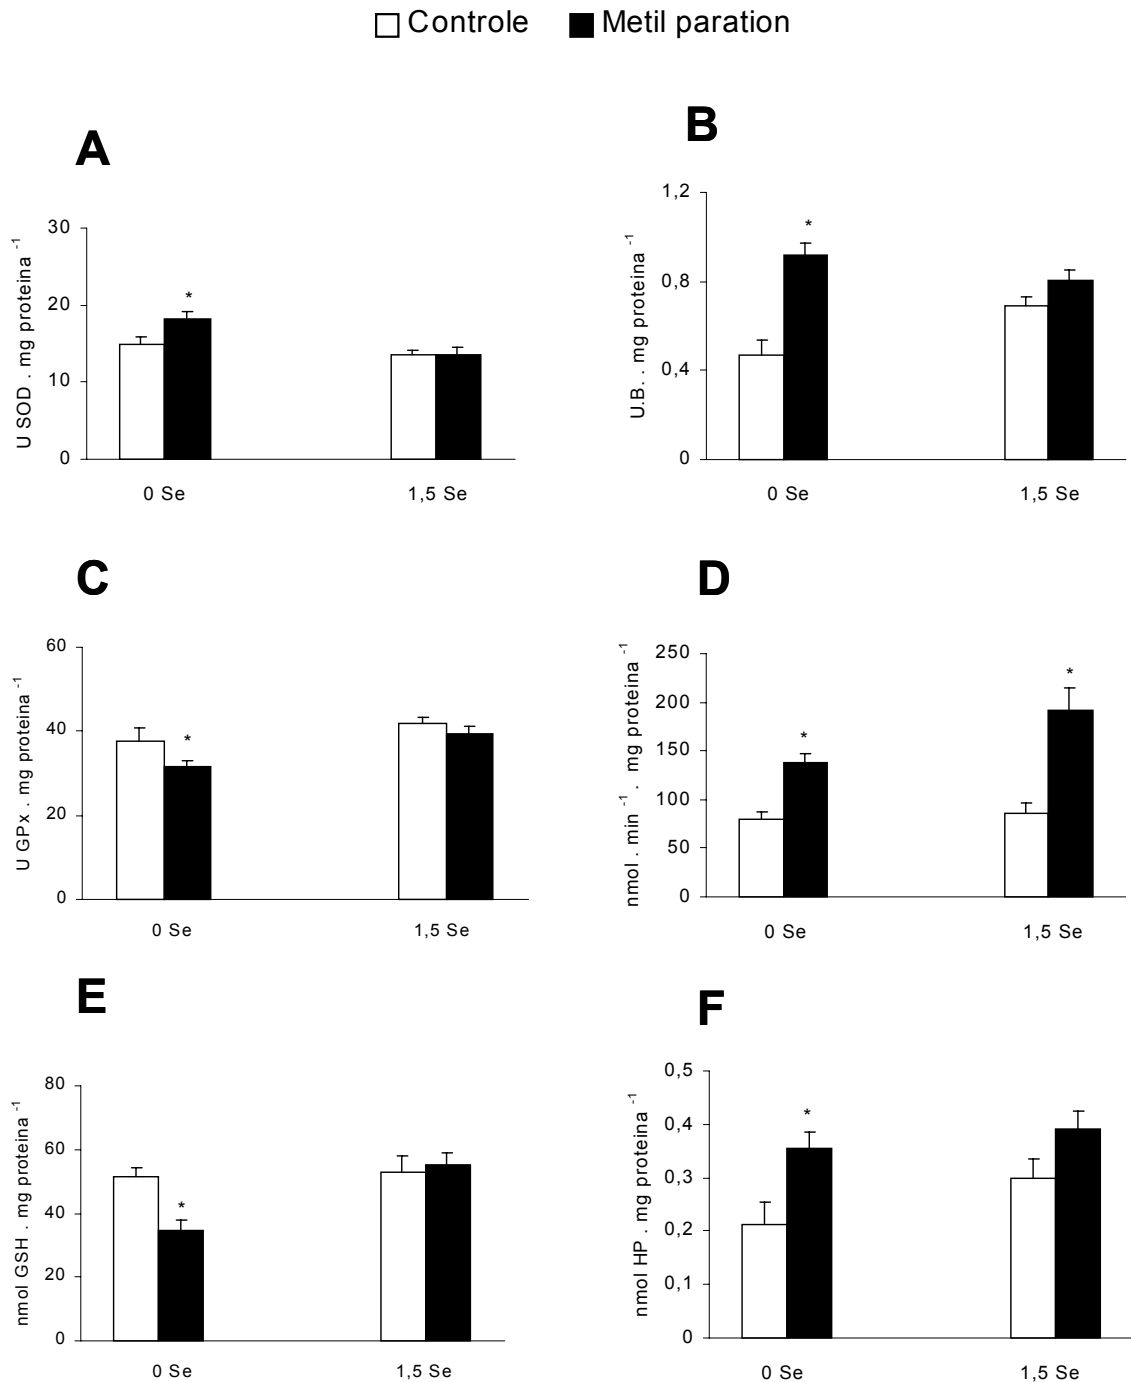 Controle Metil paration
A
U SOD . mg proteina -1
30
20
10
0
*
0 Se 1,5 Se
B
U.B. . mg proteina -1
1,2
0,8
0,4
0
*
0 Se 1,5 Se
C
U GPx . mg proteina -1
60
40
20
0
*
0 Se 1,5 Se
D
nmol . min -1 . mg proteina -1
250
200
150
100
50
0
*
*
0 Se 1,5 Se
E
nmol GSH . mg proteina -1
80
60
40
20
0
*
0 Se 1,5 Se
F
nmol HP . mg proteina -1
0,5
0,4
0,3
0,2
0,1
0
*
0 Se 1,5 Se